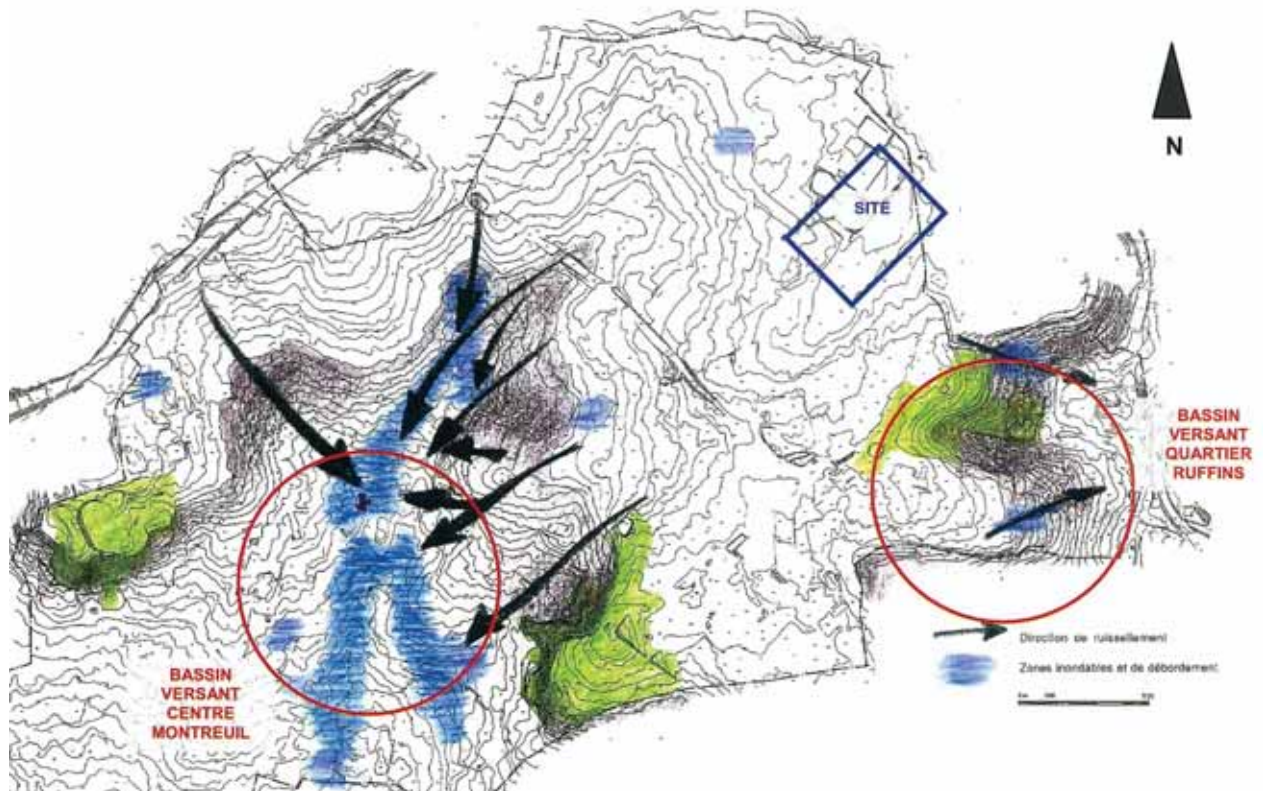 N
SITE
BASSIN
VERSANT
QUARTIER
RUFFINS
Direction de ruissellement
Zones inondables et de débordement
BASSIN
VERSANT
CENTRE
MONTREUIL